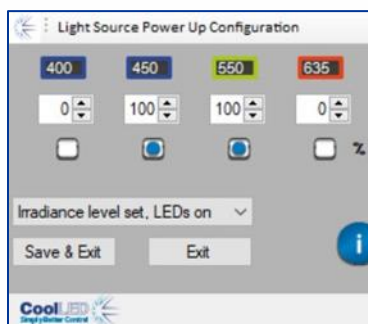 Light Source Power Up Configuration
400 450 550 635
0 100 100 0
%
Irradiance level set, LEDs on
Save & Exit Exit
i
CoolLED
Simply Better Control